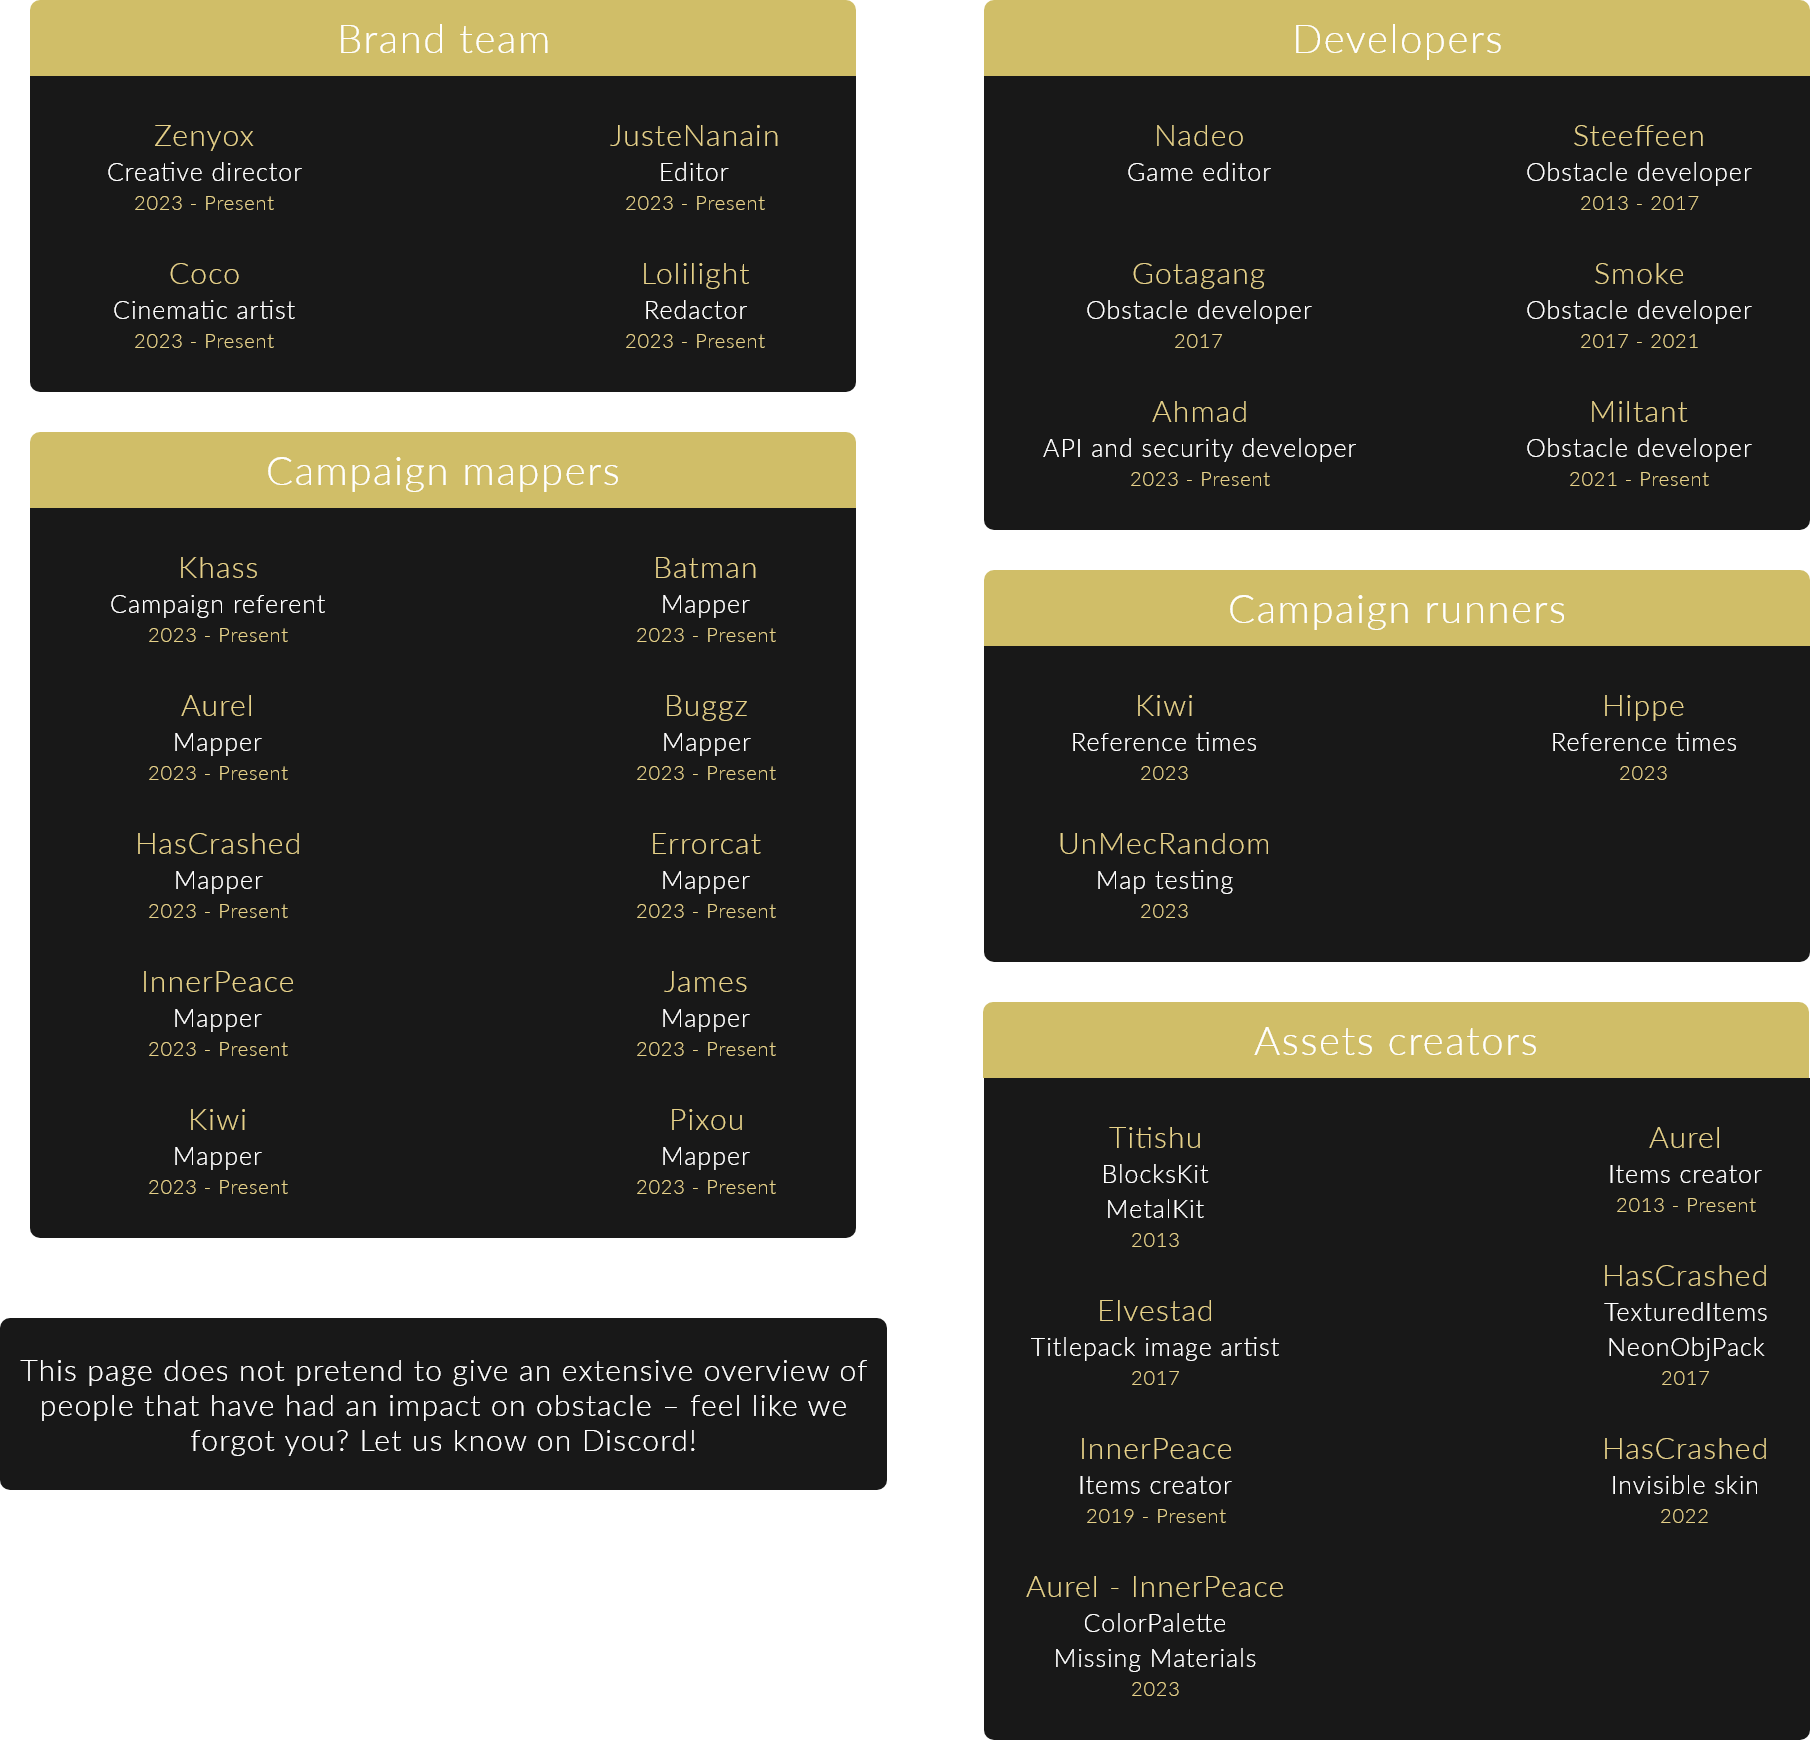 Brand team
Zenyox
Creative director
2023 - Present
JusteNanain
Editor
2023 - Present
Coco
Cinematic artist
2023 - Present
Lolilight
Redactor
2023 - Present
Campaign mappers
Khass
Campaign referent
2023 - Present
Batman
Mapper
2023 - Present
Aurel
Mapper
2023 - Present
Buggz
Mapper
2023 - Present
HasCrashed
Mapper
2023 - Present
Errorcat
Mapper
2023 - Present
InnerPeace
Mapper
2023 - Present
James
Mapper
2023 - Present
Kiwi
Mapper
2023 - Present
Pixou
Mapper
2023 - Present
This page does not pretend to give an extensive overview of
people that have had an impact on obstacle – feel like we
forgot you? Let us know on Discord!
Developers
Nadeo
Game editor
Steeffeen
Obstacle developer
2013 - 2017
Gotagang
Obstacle developer
2017
Smoke
Obstacle developer
2017 - 2021
Ahmad
API and security developer
2023 - Present
Miltant
Obstacle developer
2021 - Present
Campaign runners
Kiwi
Reference times
2023
Hippe
Reference times
2023
UnMecRandom
Map testing
2023
Assets creators
Titishu
BlocksKit
MetalKit
2013
Aurel
Items creator
2013 - Present
Elvestad
Titlepack image artist
2017
HasCrashed
TexturedItems
NeonObjPack
2017
InnerPeace
Items creator
2019 - Present
HasCrashed
Invisible skin
2022
Aurel - InnerPeace
ColorPalette
Missing Materials
2023